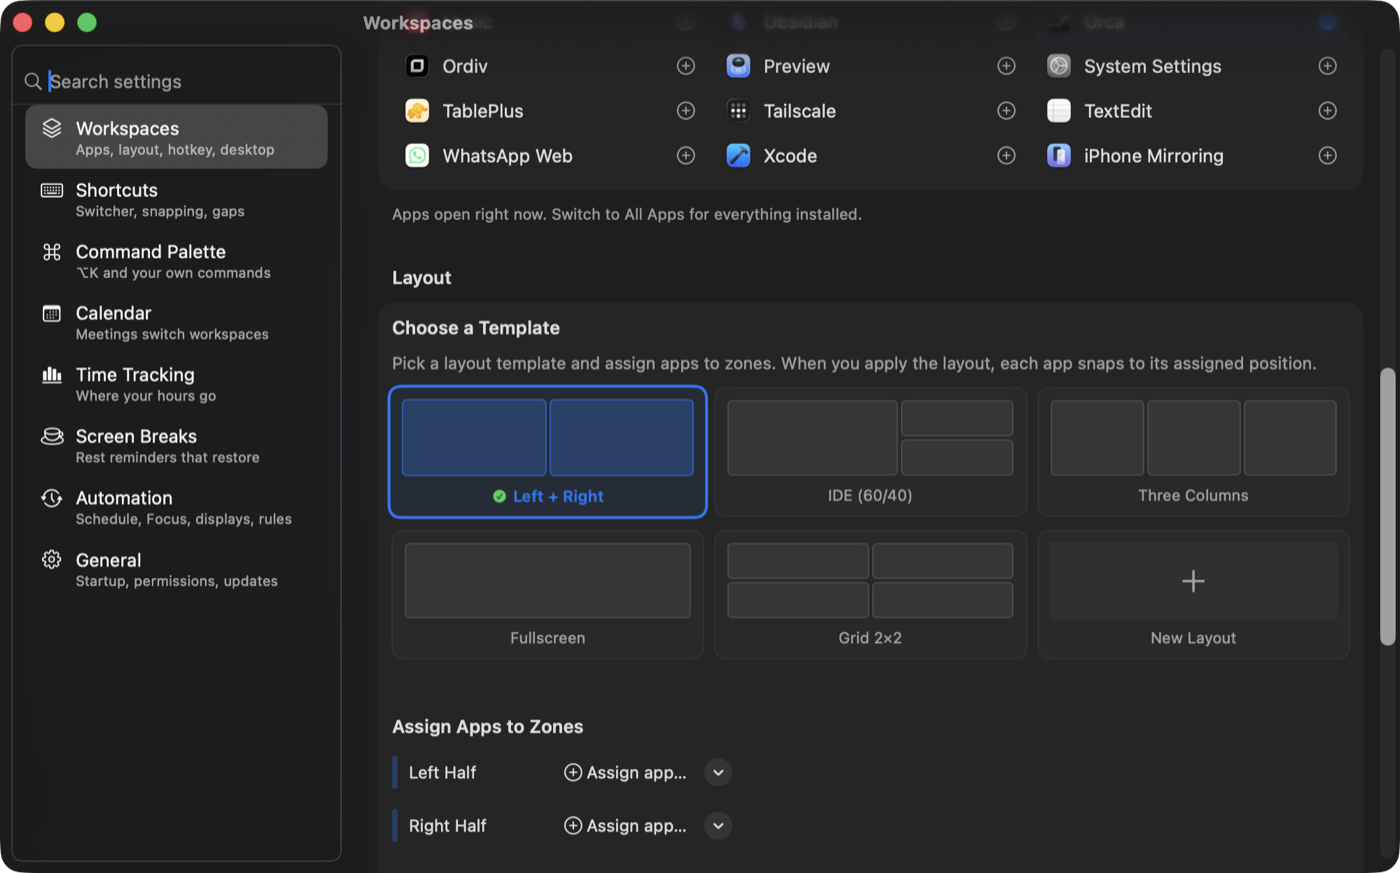 Workspaces
Obsidian
Orca
Search settings
Workspaces
Apps, layout, hotkey, desktop
Shortcuts
Switcher, snapping, gaps
Command Palette
⌥K and your own commands
Calendar
Meetings switch workspaces
Time Tracking
Where your hours go
Screen Breaks
Rest reminders that restore
Automation
Schedule, Focus, displays, rules
General
Startup, permissions, updates
Ordiv
Preview
System Settings
TablePlus
Tailscale
TextEdit
WhatsApp Web
Xcode
iPhone Mirroring
Apps open right now. Switch to All Apps for everything installed.
Layout
Choose a Template
Pick a layout template and assign apps to zones. When you apply the layout, each app snaps to its assigned position.
Left + Right
IDE (60/40)
Three Columns
Fullscreen
Grid 2×2
New Layout
Assign Apps to Zones
Left Half
Assign app...
Right Half
Assign app...